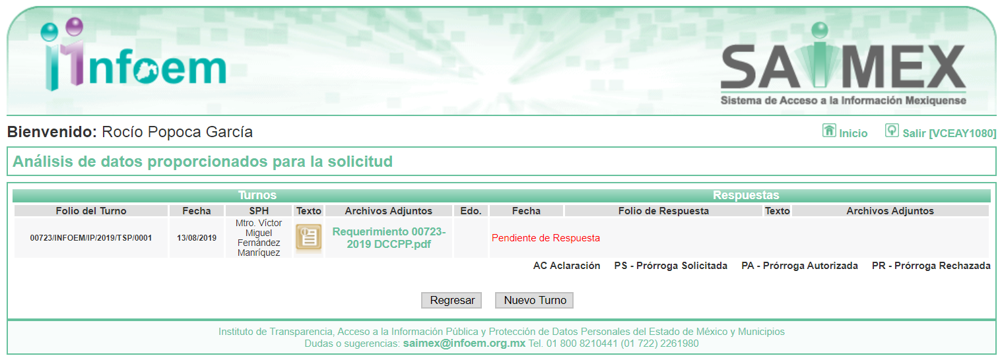 infoem
SAIMEX
Sistema de Acceso a la Información Mexiquense
Bienvenido: Rocío Popoca García
Inicio Salir [VCEAY1080]
Análisis de datos proporcionados para la solicitud
Turnos Respuestas
Folio del Turno Fecha SPH Texto Archivos Adjuntos Edo. Fecha Folio de Respuesta Texto Archivos Adjuntos
00723/INFOEM/IP/2019/TSP/0001 13/08/2019
Mtro. Víctor
Miguel
Fernández
Manríquez
Requerimiento 00723-
2019 DCCPP.pdf
Pendiente de Respuesta
AC Aclaración PS - Prórroga Solicitada PA - Prórroga Autorizada PR - Prórroga Rechazada
Regresar Nuevo Turno
Instituto de Transparencia, Acceso a la Información Pública y Protección de Datos Personales del Estado de México y Municipios
Dudas o sugerencias: saimex@infoem.org.mx Tel. 01 800 8210441 (01 722) 2261980